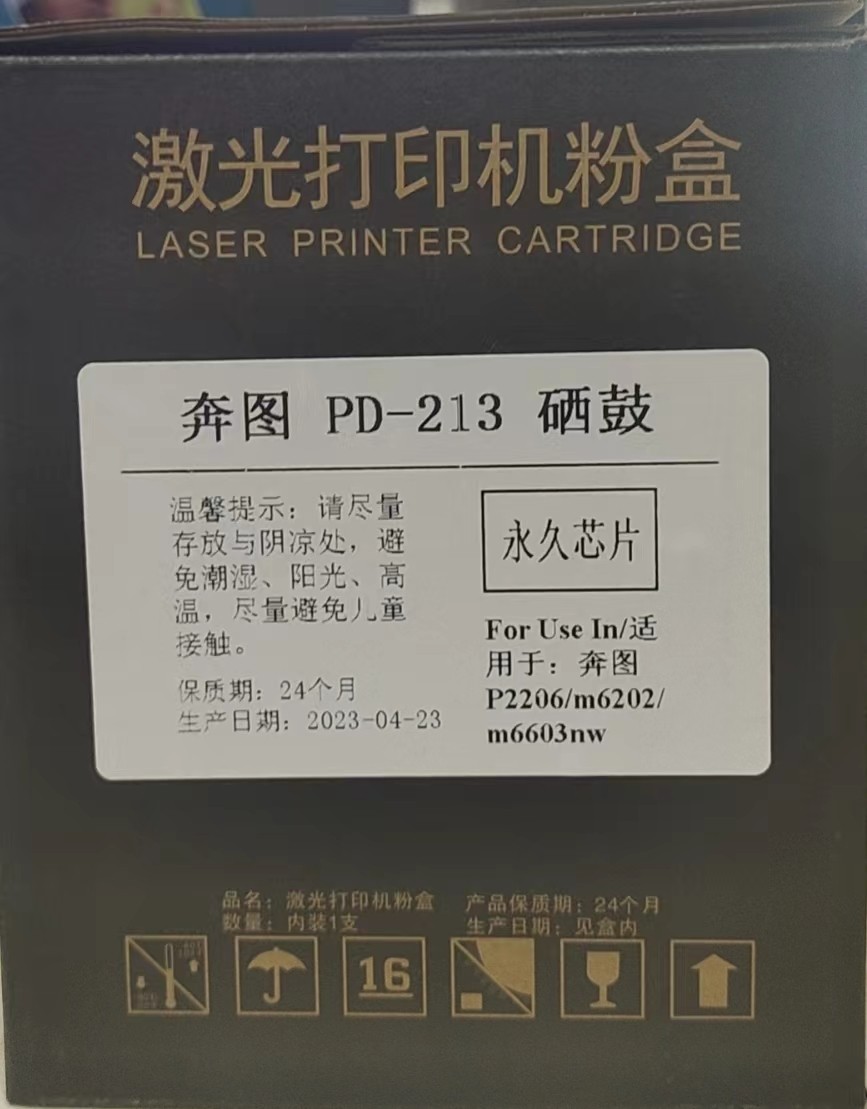 激光打印机粉盒
LASER PRINTER CARTRIDGE
奔图 PD-213 硒鼓
温馨提示：请尽量
存放与阴凉处，避
免潮湿、阳光、高
温，尽量避免儿童
接触。
保质期：24个月
生产日期：2023-04-23
永久芯片
For Use In/适
用于：奔图
P2206/m6202/
m6603nw
品名：激光打印机粉盒
数量：内装1支
产品保质期：24个月
生产日期：见盒内
16